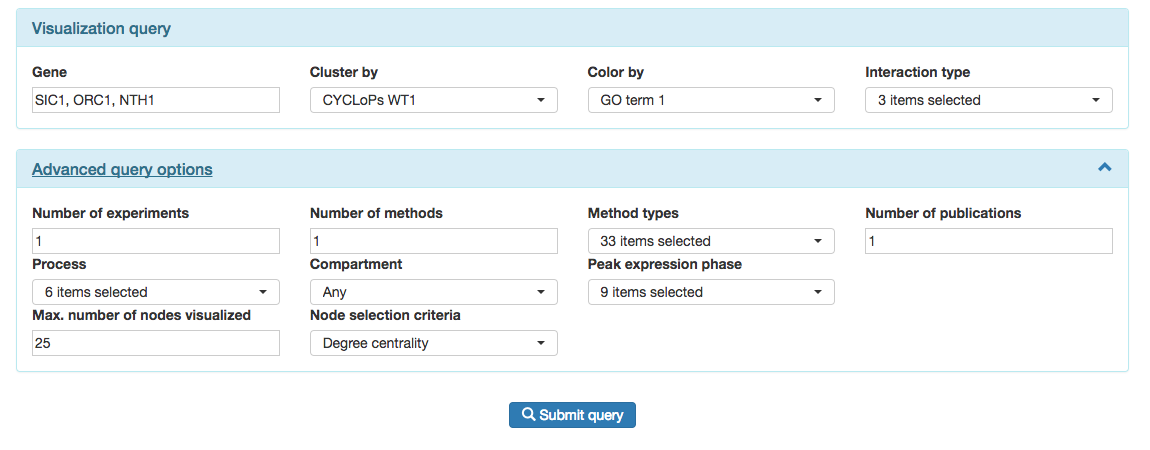 Visualization query
Gene Cluster by Color by Interaction type
SIC1, ORC1, NTH1 CYCLoPs WT1 GO term 1 3 items selected
Advanced query options
Number of experiments Number of methods Method types Number of publications
1 1 33 items selected 1
Process Compartment Peak expression phase
6 items selected Any 9 items selected
Max. number of nodes visualized Node selection criteria
25 Degree centrality
Submit query